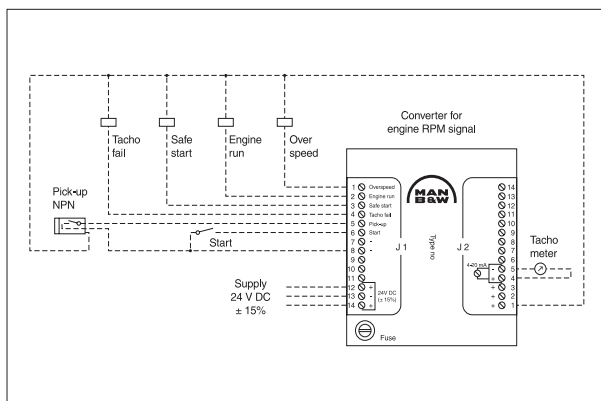 Converter for
engine RPM signal
Tacho
fail
Safe
start
Engine
run
Over
speed
Pick-up
NPN
Start
Supply
24 V DC
± 15%
MAN
B&W
Type no
J 1
J 2
1 Overspeed
2 Engine run
3 Safe start
4 Tacho fail
5 Pick-up
6 Start
7 -
8 -
9
10
11
12 +
13 -
14 +
24V DC
(± 15%)
Fuse
14
13
12
11
10
9
8
7
6
4-20 mA
- 5
+ 4
+ 3
+ 2
+ 1
Tacho
meter